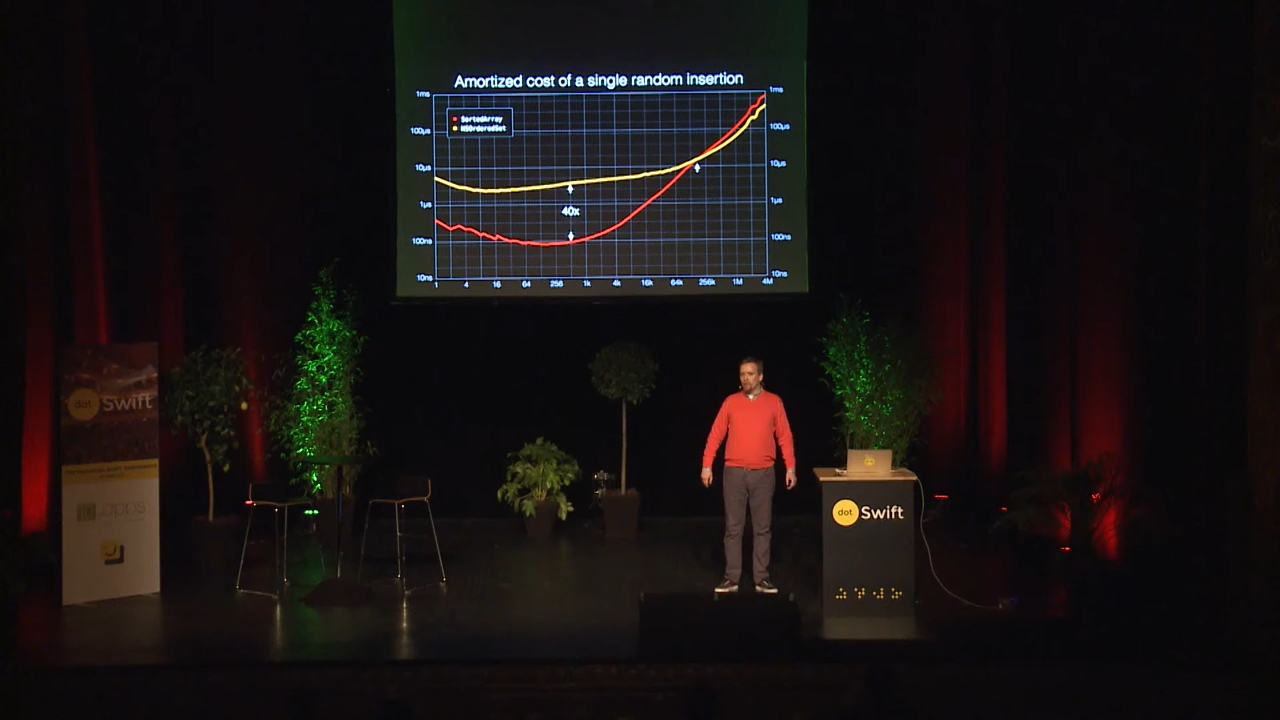 Amortized cost of a single random insertion
1ms
1ms
SortedArray
NSOrderedSet
100µs
100µs
10µs
10µs
40x
1µs
1µs
100ns
100ns
10ns
10ns
1 4 16 64 256 1k 4k 16k 64k 256k 1M 4M
dot Swift
dot Swift